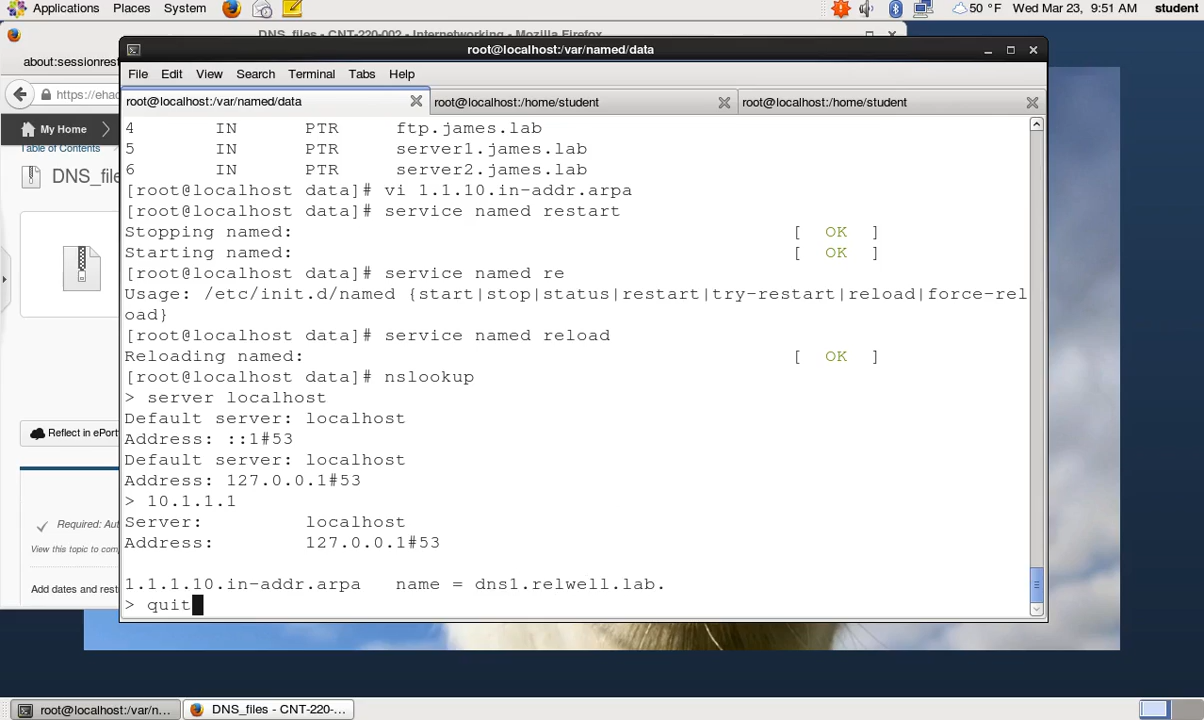 Applications Places System 50 °F Wed Mar 23, 9:51 AM student
DNS_files - CNT-220-002 - Internetworking - Mozilla Firefox
root@localhost:/var/named/data
about:sessionrest
File Edit View Search Terminal Tabs Help
https://ehac
root@localhost:/var/named/data root@localhost:/home/student root@localhost:/home/student
My Home
Table of Contents
DNS_file
4 IN PTR ftp.james.lab
5 IN PTR server1.james.lab
6 IN PTR server2.james.lab
[root@localhost data]# vi 1.1.10.in-addr.arpa
[root@localhost data]# service named restart
Stopping named: [ OK ]
Starting named: [ OK ]
[root@localhost data]# service named re
Usage: /etc/init.d/named {start|stop|status|restart|try-restart|reload|force-rel
oad}
[root@localhost data]# service named reload
Reloading named: [ OK ]
[root@localhost data]# nslookup
> server localhost
Default server: localhost
Address: ::1#53
Default server: localhost
Address: 127.0.0.1#53
> 10.1.1.1
Server: localhost
Address: 127.0.0.1#53
1.1.1.10.in-addr.arpa name = dns1.relwell.lab.
> quit
Reflect in ePort
Required: Aut
View this topic to comp
Add dates and rest
root@localhost:/var/n... DNS_files - CNT-220-...